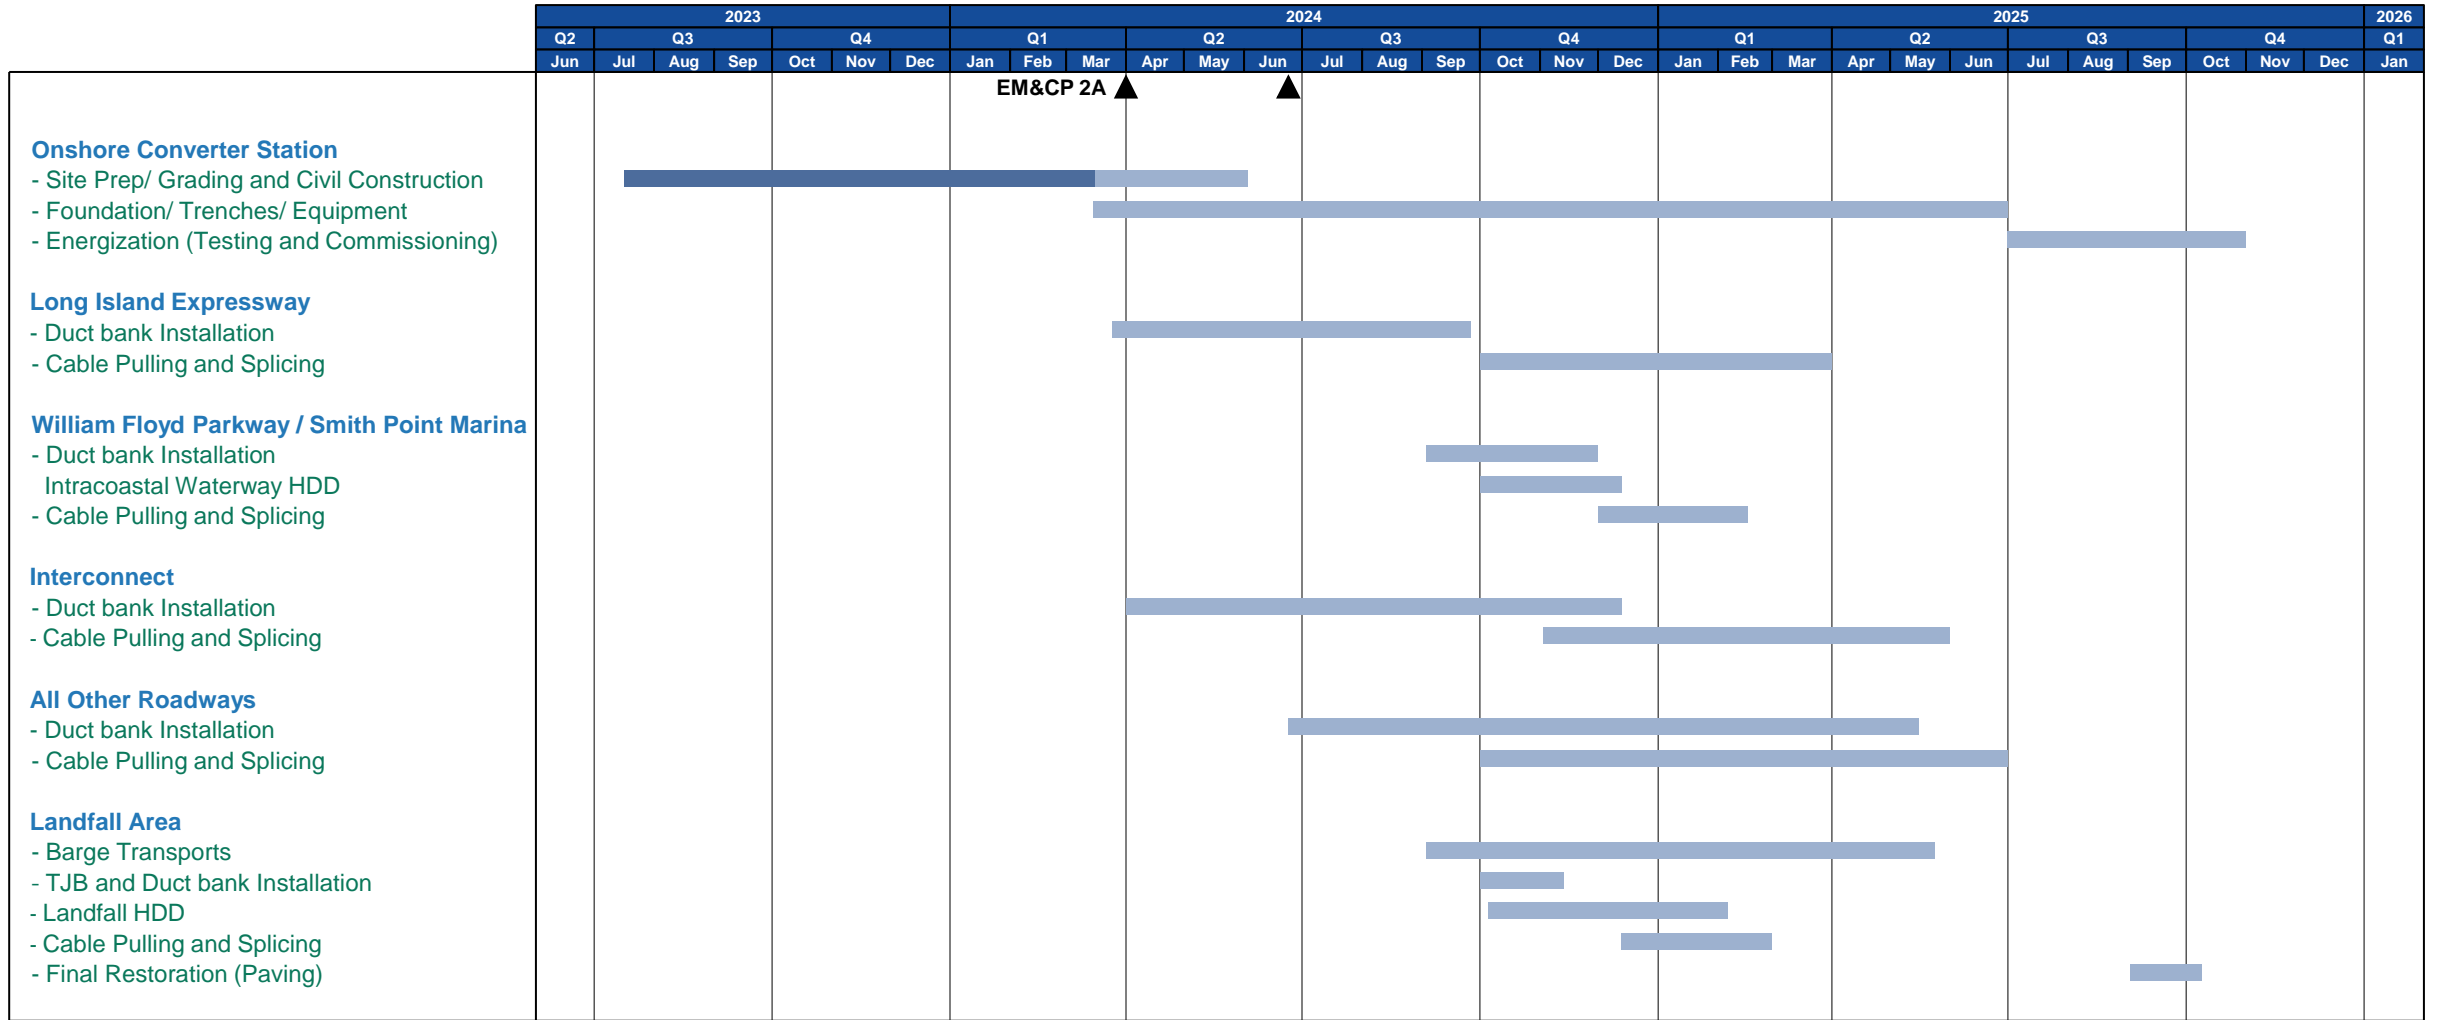 2023 2024 2025 2026
Q2 Q3 Q4 Q1 Q2 Q3 Q4 Q1 Q2 Q3 Q4 Q1
Jun Jul Aug Sep Oct Nov Dec Jan Feb Mar Apr May Jun Jul Aug Sep Oct Nov Dec Jan Feb Mar Apr May Jun Jul Aug Sep Oct Nov Dec Jan
EM&CP 2A
Onshore Converter Station
- Site Prep/ Grading and Civil Construction
- Foundation/ Trenches/ Equipment
- Energization (Testing and Commissioning)
Long Island Expressway
- Duct bank Installation
- Cable Pulling and Splicing
William Floyd Parkway / Smith Point Marina
- Duct bank Installation
Intracoastal Waterway HDD
- Cable Pulling and Splicing
Interconnect
- Duct bank Installation
- Cable Pulling and Splicing
All Other Roadways
- Duct bank Installation
- Cable Pulling and Splicing
Landfall Area
- Barge Transports
- TJB and Duct bank Installation
- Landfall HDD
- Cable Pulling and Splicing
- Final Restoration (Paving)